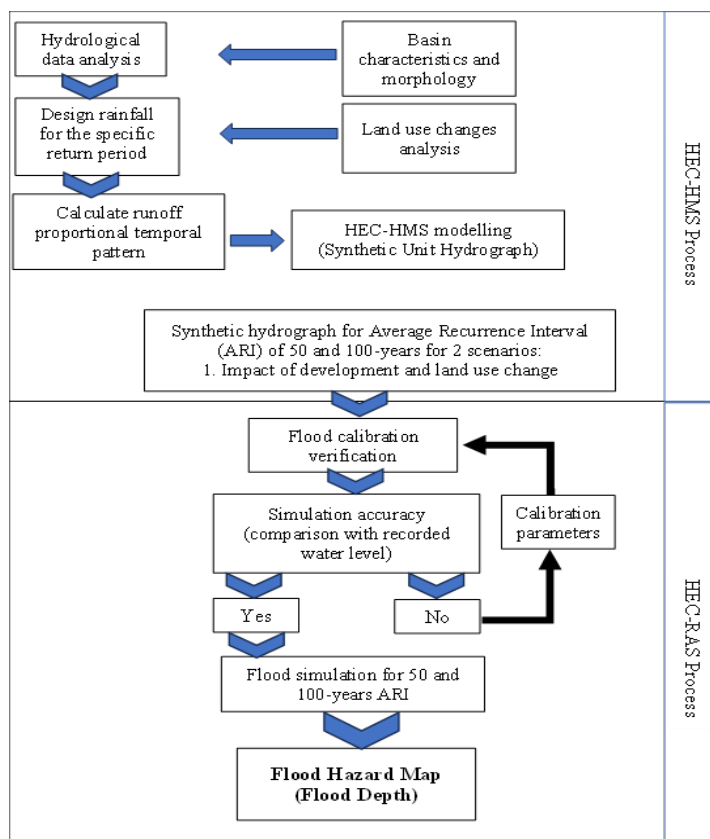 Hydrological
data analysis
Basin
characteristics and
morphology
Design rainfall
for the specific
return period
Land use changes
analysis
Calculate runoff
proportional temporal
pattern
HEC-HMS modelling
(Synthetic Unit Hydrograph)
Synthetic hydrograph for Average Recurrence Interval
(ARI) of 50 and 100-years for 2 scenarios:
1. Impact of development and land use change
HEC-HMS Process
Flood calibration
verification
Simulation accuracy
(comparison with recorded
water level)
Calibration
parameters
Yes
No
Flood simulation for 50 and
100-years ARI
Flood Hazard Map
(Flood Depth)
HEC-RAS Process